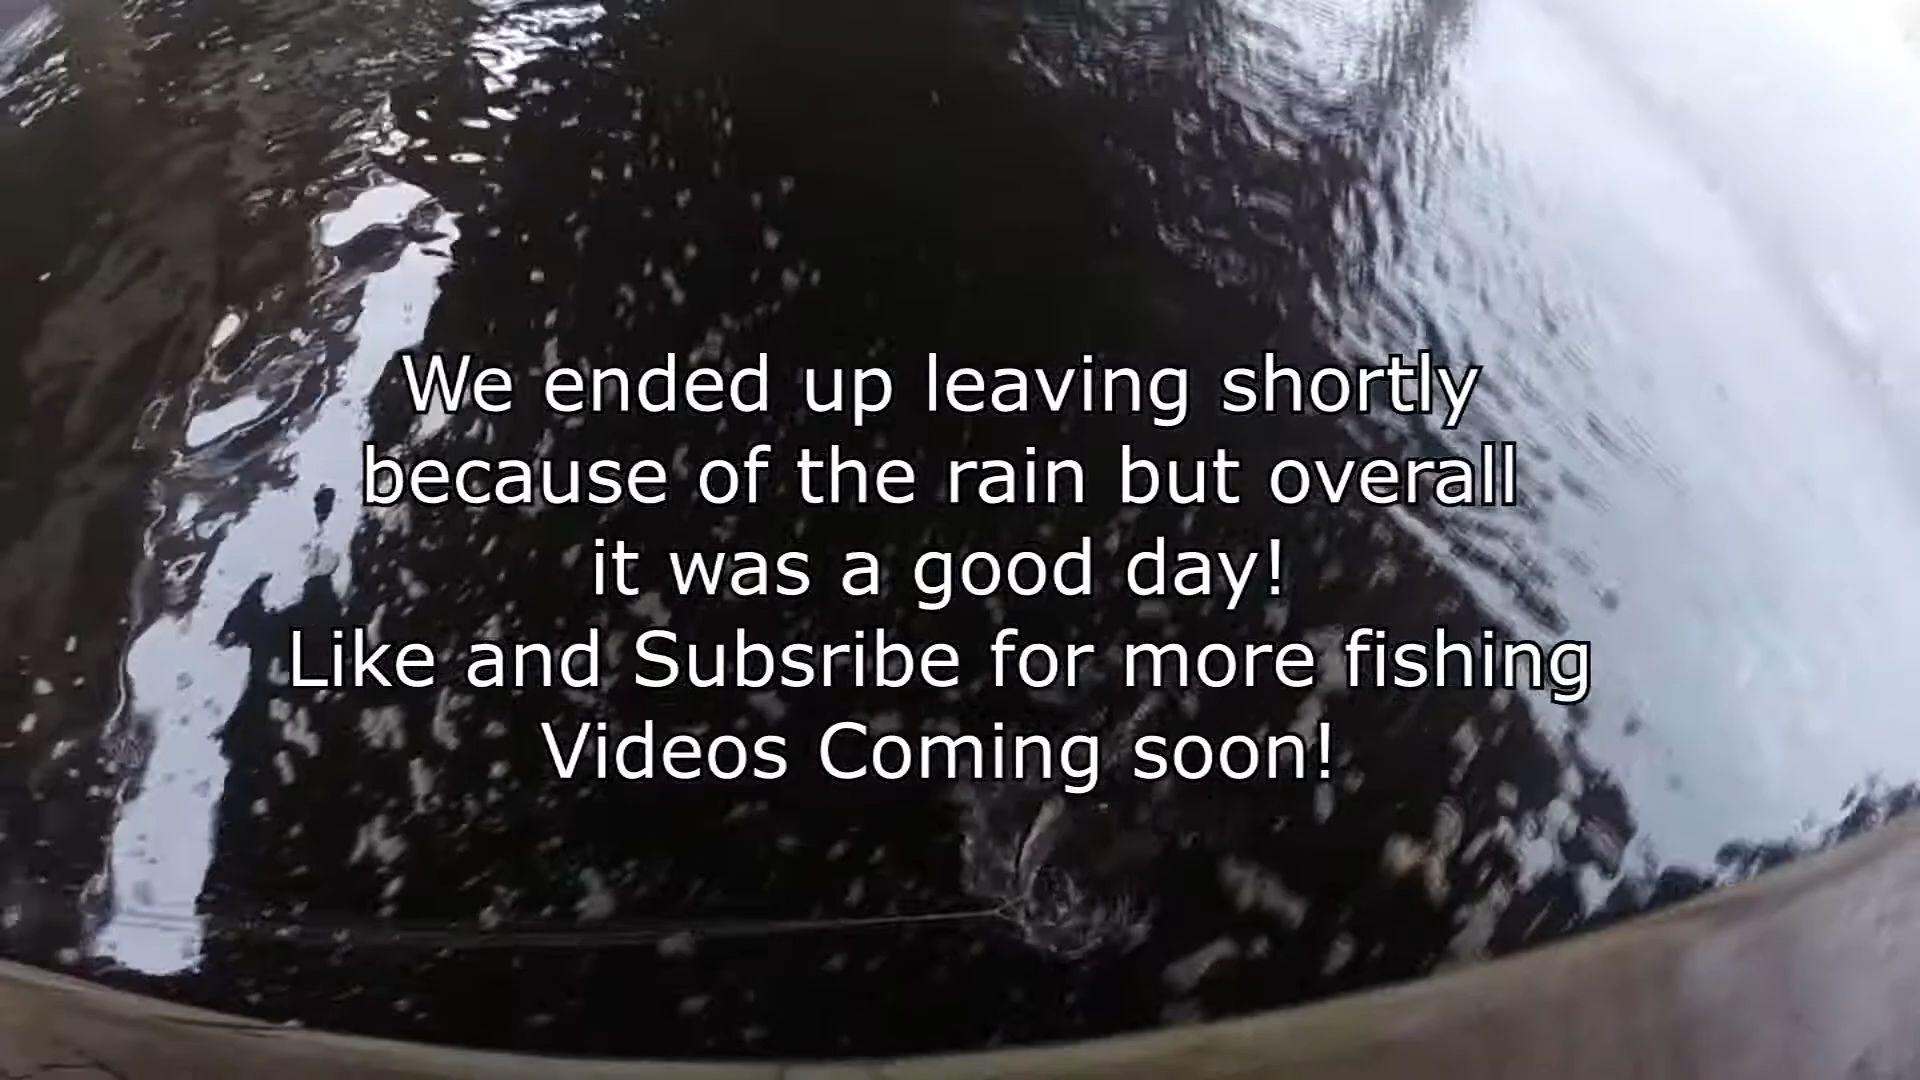 We ended up leaving shortly
because of the rain but overall
it was a good day!
Like and Subsribe for more fishing
Videos Coming soon!